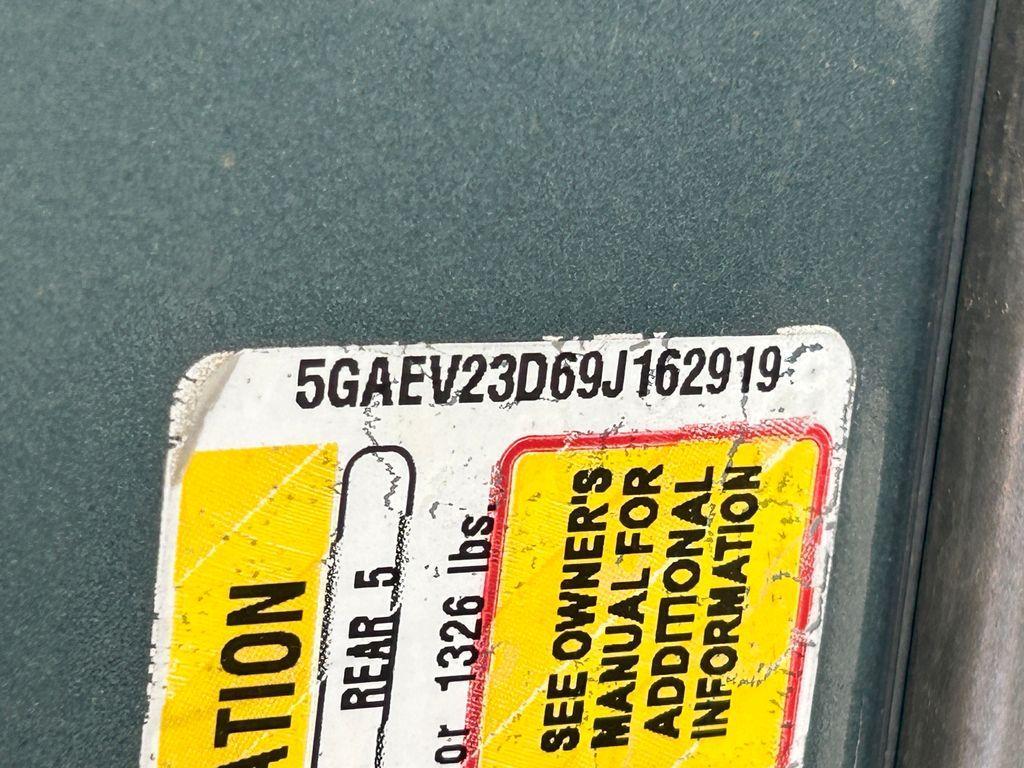 5GAEV23D69J162919
ATION
REAR 5
or 1326 lbs.
SEE OWNER'S
MANUAL FOR
ADDITIONAL
INFORMATION